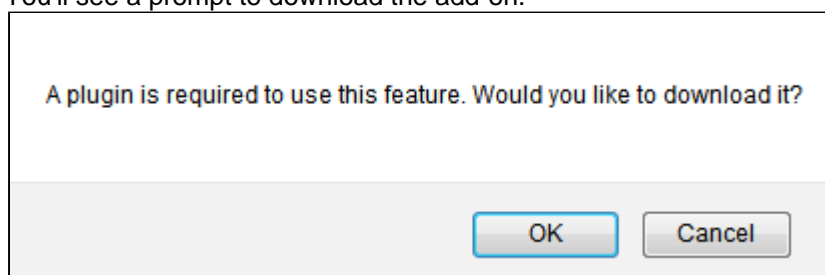 You'll see a prompt to download the add-on.
A plugin is required to use this feature. Would you like to download it?
OK
Cancel